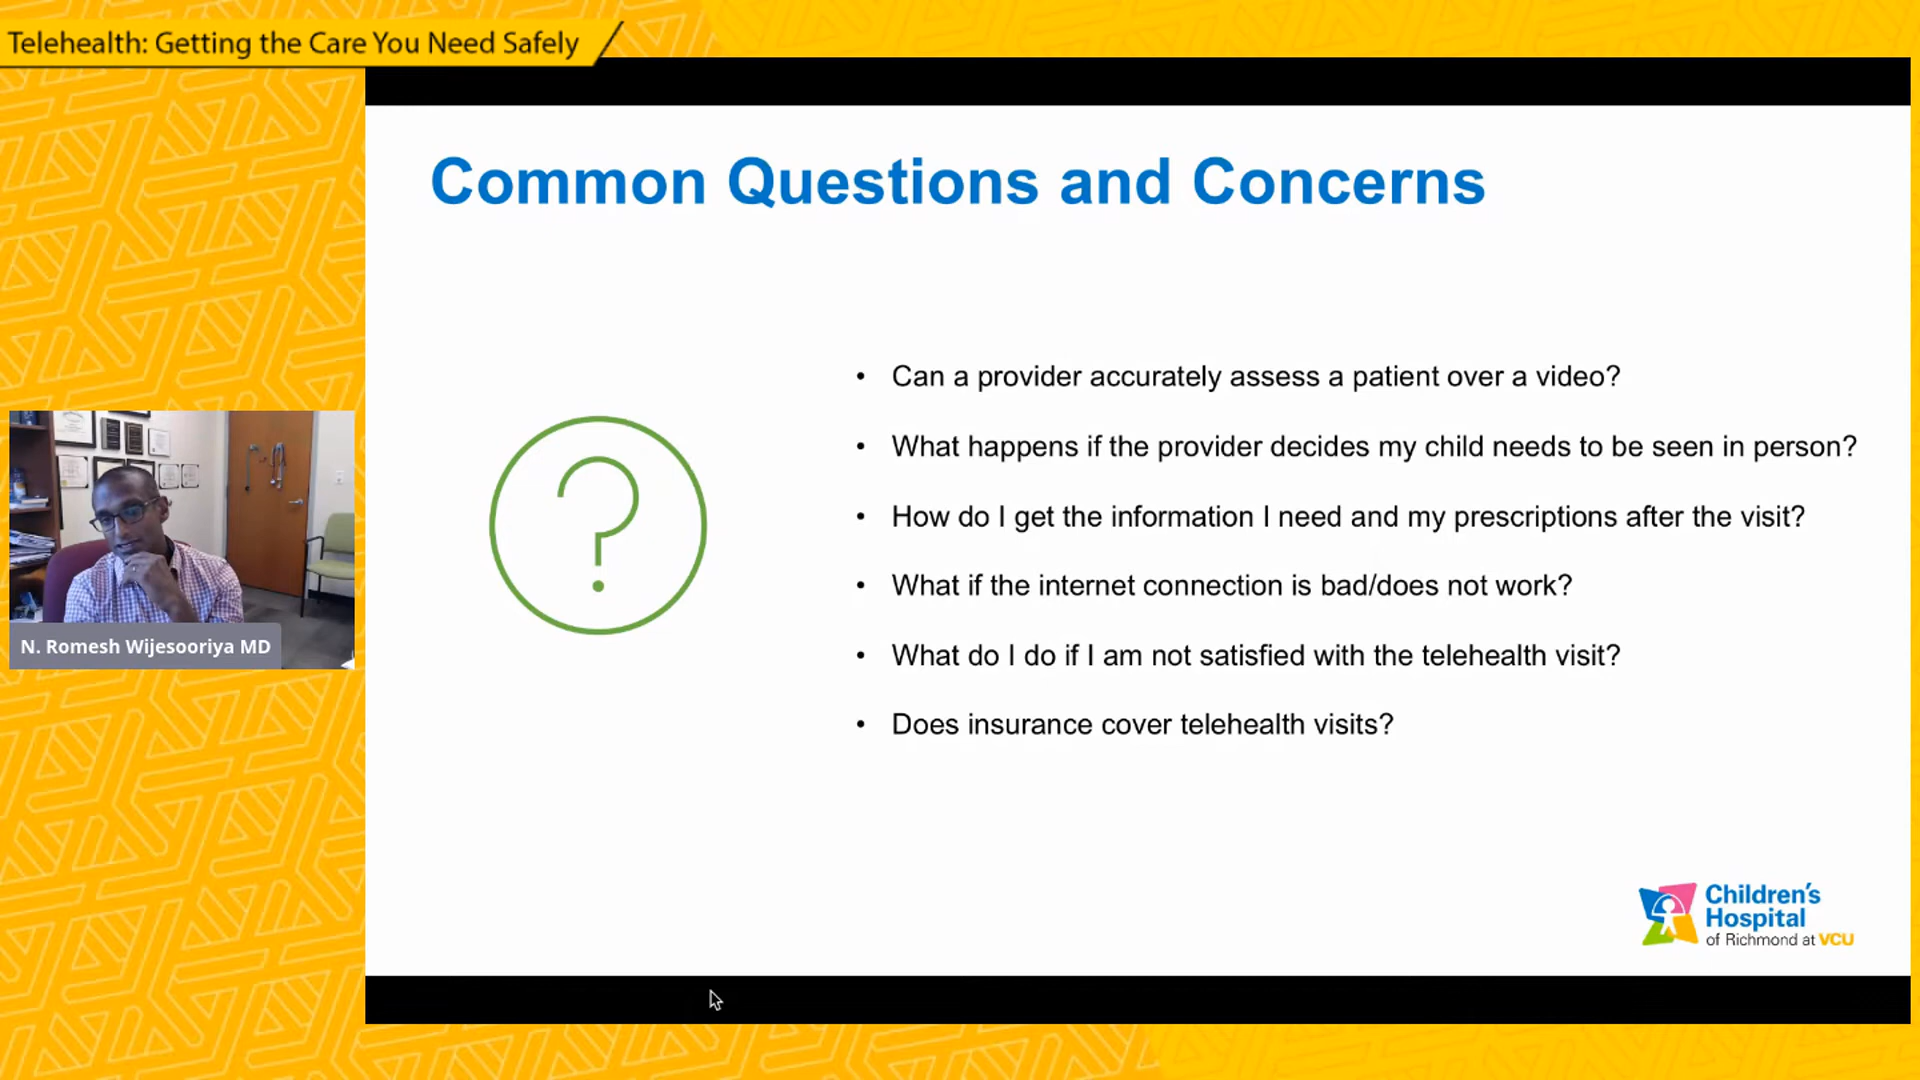 Telehealth: Getting the Care You Need Safely
Common Questions and Concerns
• Can a provider accurately assess a patient over a video?
• What happens if the provider decides my child needs to be seen in person?
• How do I get the information I need and my prescriptions after the visit?
• What if the internet connection is bad/does not work?
• What do I do if I am not satisfied with the telehealth visit?
• Does insurance cover telehealth visits?
N. Romesh Wijesooriya MD
Children's
Hospital
of Richmond at VCU